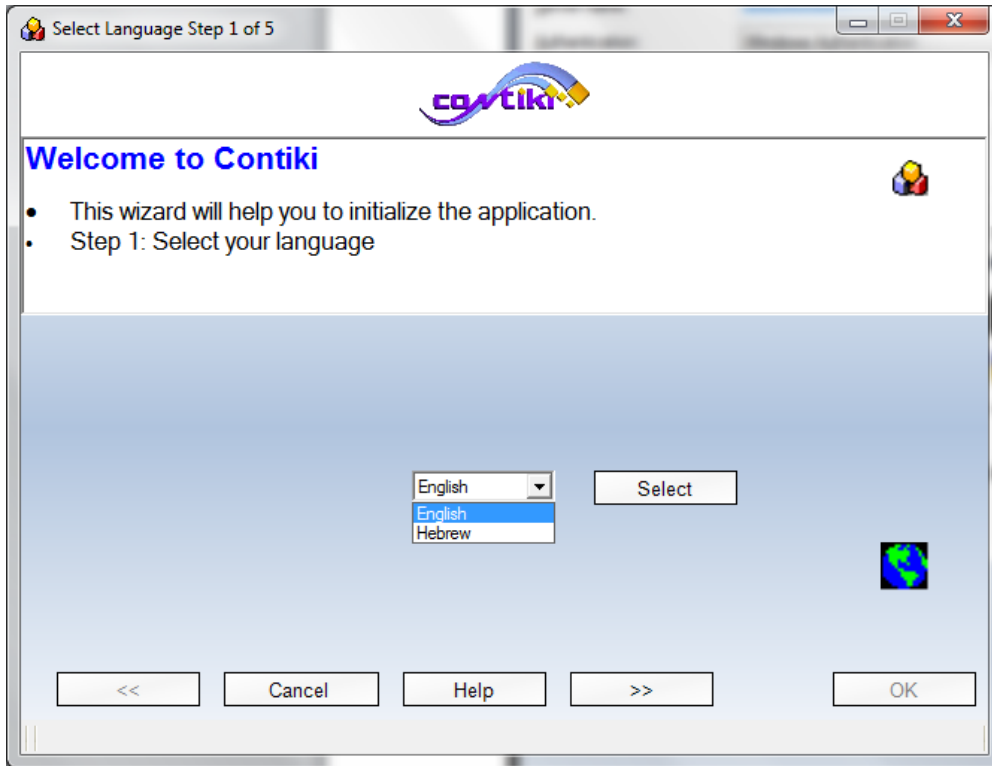 Select Language Step 1 of 5
contiki
Welcome to Contiki
• This wizard will help you to initialize the application.
• Step 1: Select your language
English
Select
English
Hebrew
<<
Cancel
Help
>>
OK